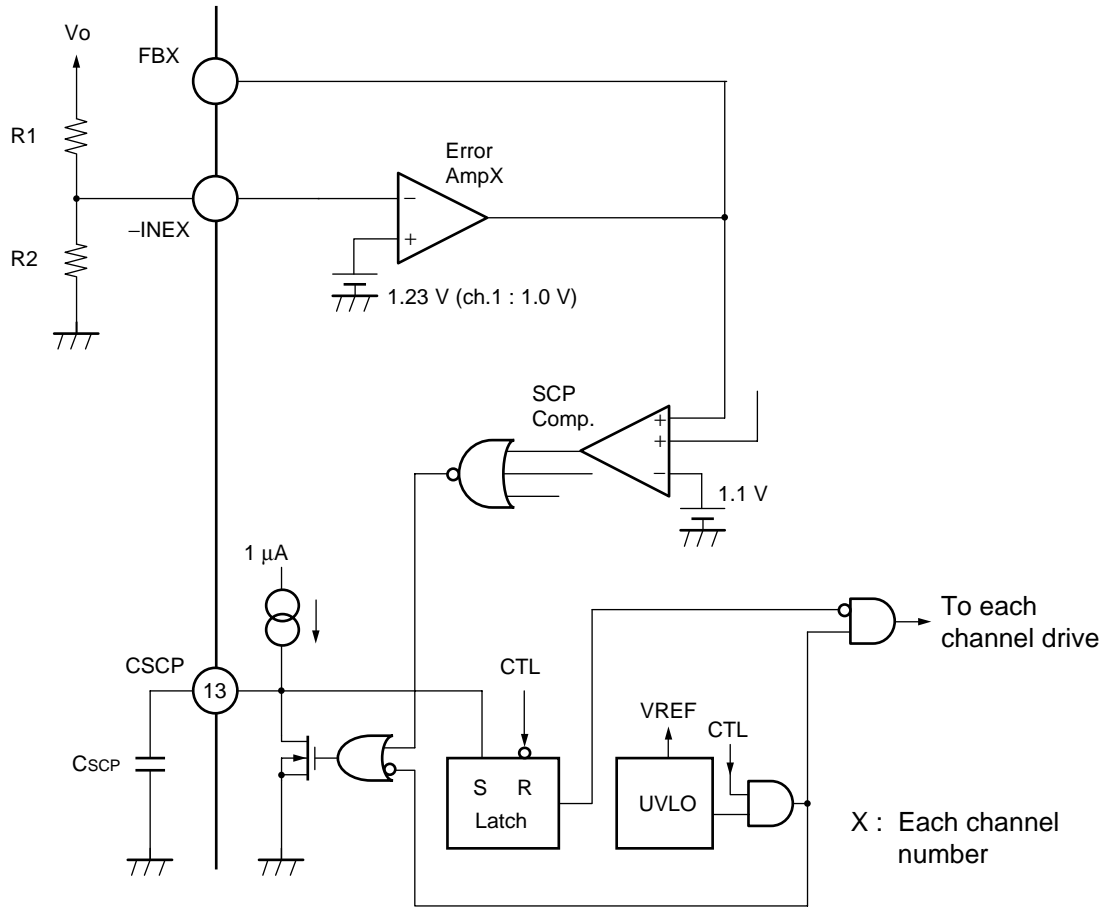 Vo
FBX
R1
Error
AmpX
−
–INEX
+
R2
1.23 V (ch.1 : 1.0 V)
SCP
Comp.
+
+
−
1.1 V
1 µA
To each
channel drive
CSCP
13
CTL
VREF
CTL
CSCP
S R
Latch
UVLO
X : Each channel
number